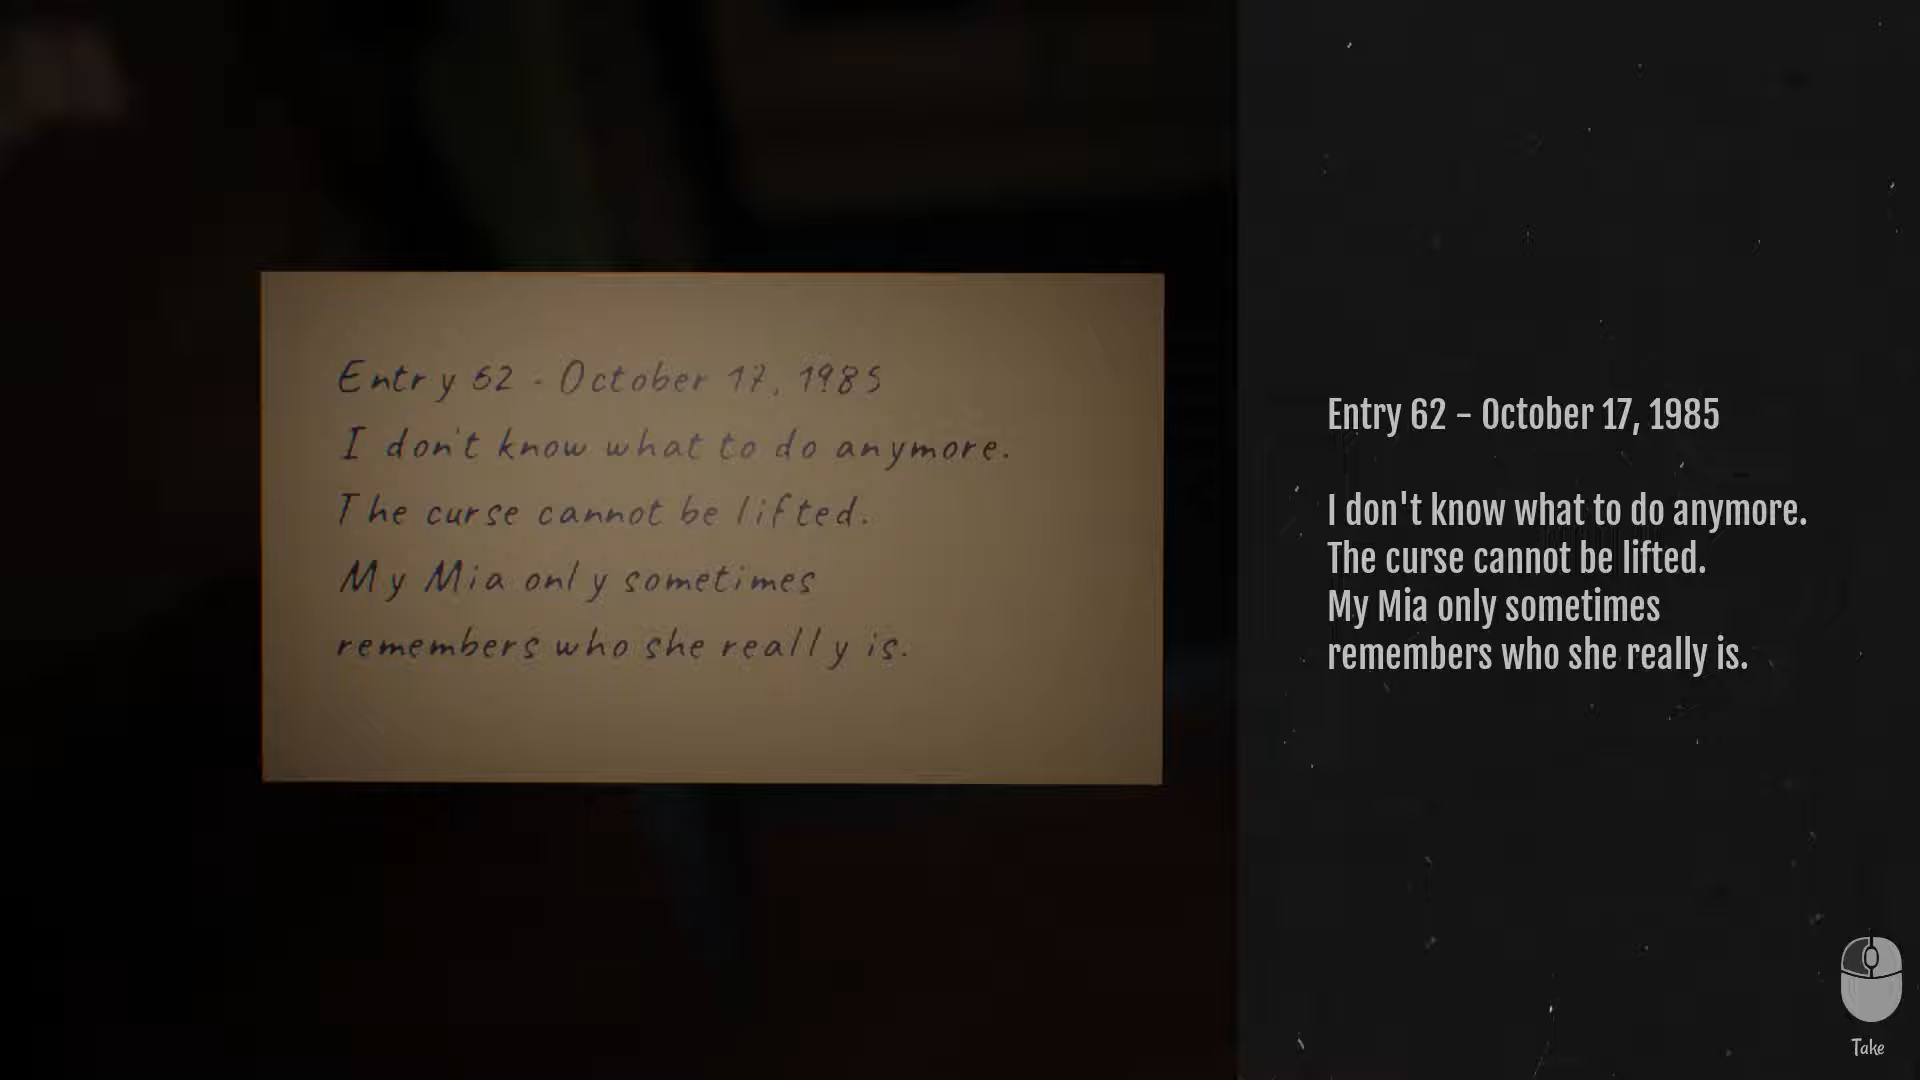 Entry 62 - October 17, 1985
I don't know what to do anymore.
The curse cannot be lifted.
My Mia only sometimes
remembers who she really is.
Entry 62 – October 17, 1985
I don't know what to do anymore.
The curse cannot be lifted.
My Mia only sometimes
remembers who she really is.
Take